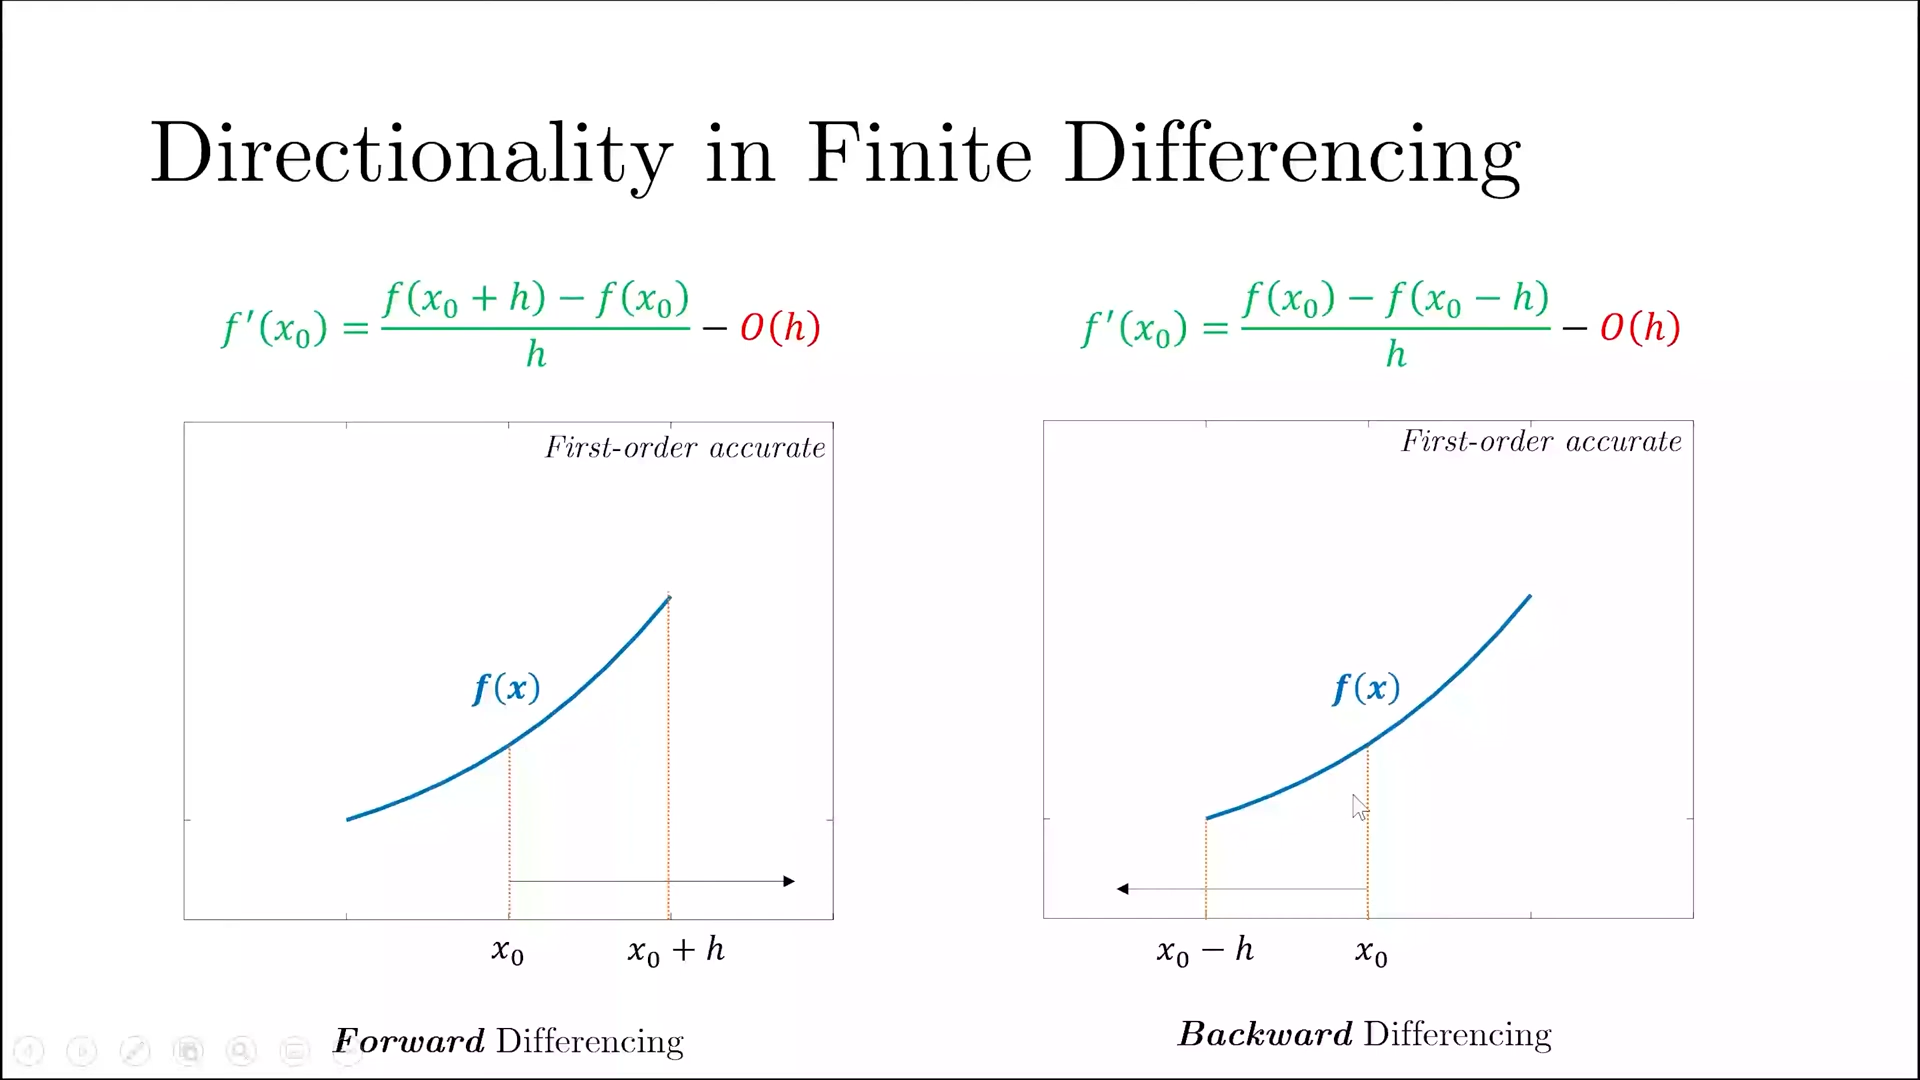 Directionality in Finite Differencing
f′(x₀) = (f(x₀ + h) − f(x₀)) / h − O(h)
First-order accurate
f(x)
x₀
x₀ + h
Forward Differencing
f′(x₀) = (f(x₀) − f(x₀ − h)) / h − O(h)
First-order accurate
f(x)
x₀ − h
x₀
Backward Differencing